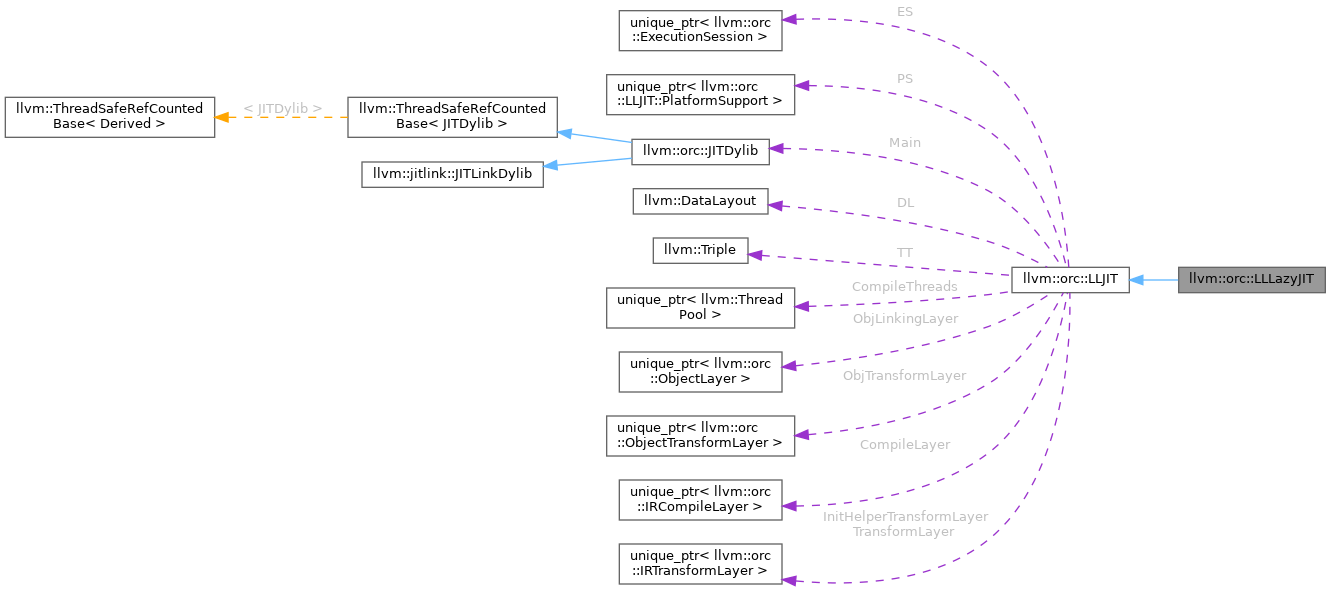 unique_ptr< llvm::orc
::ExecutionSession >
ES
unique_ptr< llvm::orc
::LLJIT::PlatformSupport >
PS
llvm::ThreadSafeRefCounted
Base< Derived >
< JITDylib >
llvm::ThreadSafeRefCounted
Base< JITDylib >
llvm::orc::JITDylib
Main
llvm::jitlink::JITLinkDylib
llvm::DataLayout
DL
llvm::Triple
TT
llvm::orc::LLJIT
llvm::orc::LLLazyJIT
unique_ptr< llvm::Thread
Pool >
CompileThreads
ObjLinkingLayer
unique_ptr< llvm::orc
::ObjectLayer >
ObjTransformLayer
unique_ptr< llvm::orc
::ObjectTransformLayer >
CompileLayer
unique_ptr< llvm::orc
::IRCompileLayer >
InitHelperTransformLayer
TransformLayer
unique_ptr< llvm::orc
::IRTransformLayer >